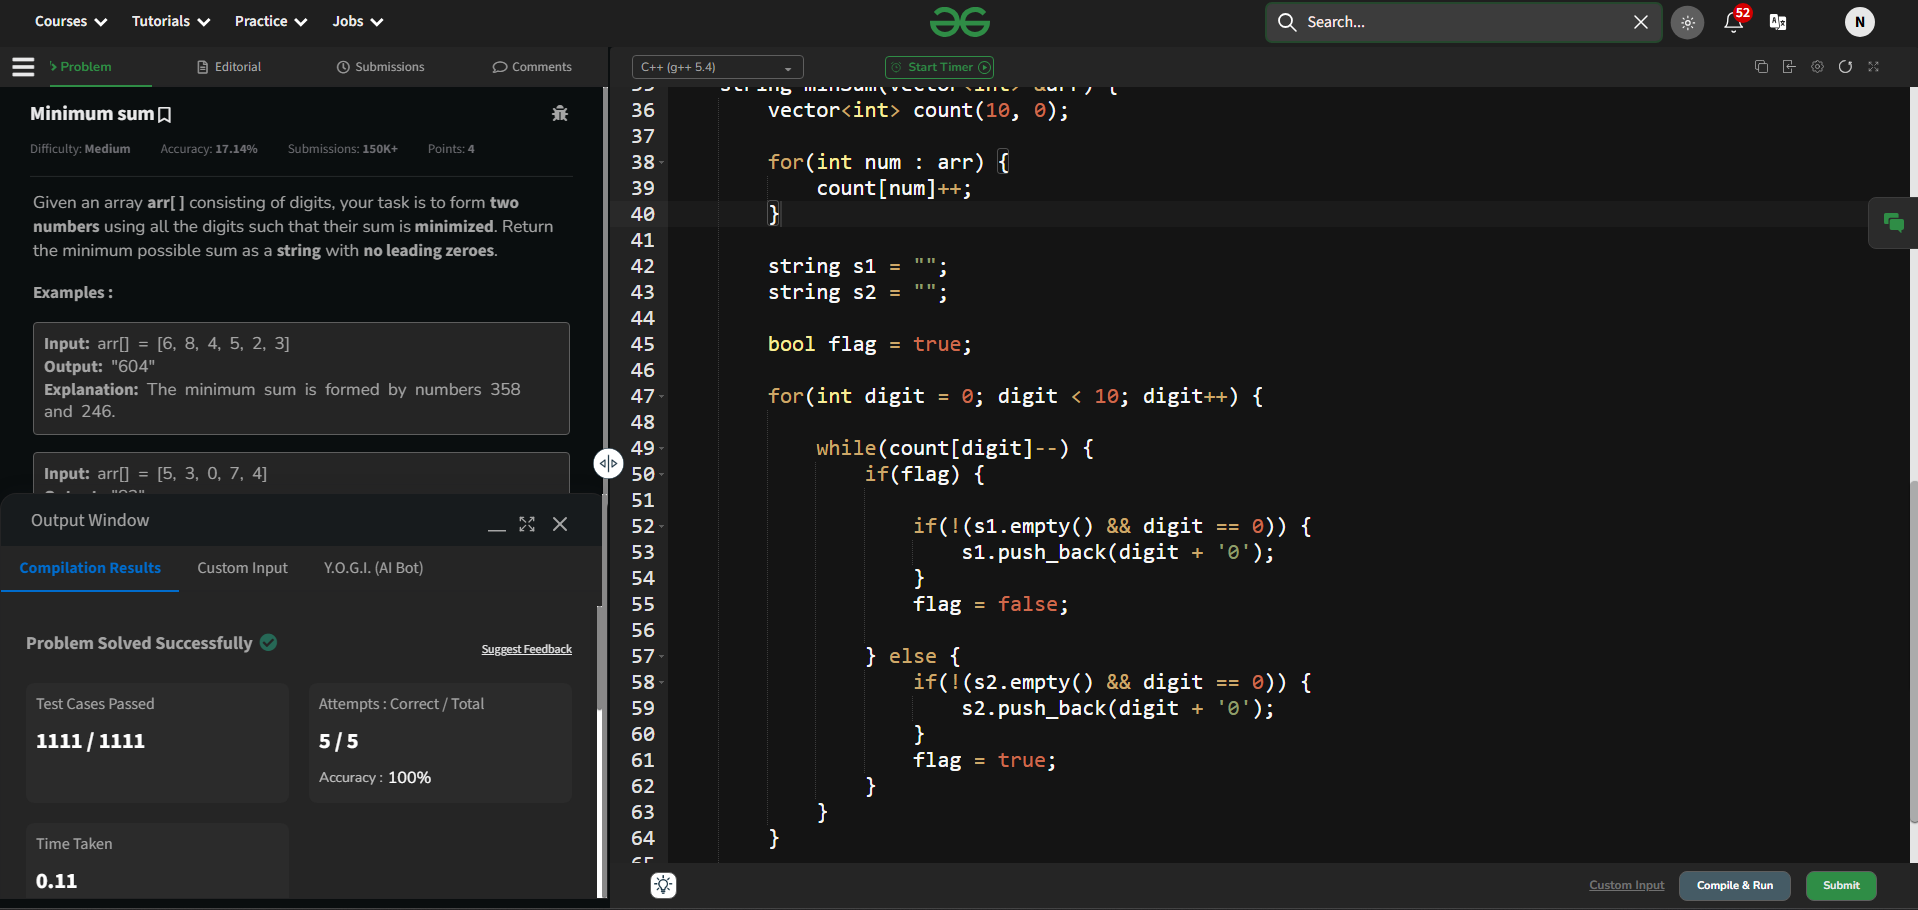 Courses Tutorials Practice Jobs
Search...
52
N
Problem Editorial Submissions Comments
C++ (g++ 5.4)
Start Timer
Minimum sum
Difficulty: Medium Accuracy: 17.14% Submissions: 150K+ Points: 4
Given an array arr[ ] consisting of digits, your task is to form two
numbers using all the digits such that their sum is minimized. Return
the minimum possible sum as a string with no leading zeroes.
Examples :
Input: arr[] = [6, 8, 4, 5, 2, 3]
Output: "604"
Explanation: The minimum sum is formed by numbers 358
and 246.
Input: arr[] = [5, 3, 0, 7, 4]
Output Window
Compilation Results Custom Input Y.O.G.I. (AI Bot)
Problem Solved Successfully
Suggest Feedback
Test Cases Passed
1111 / 1111
Attempts : Correct / Total
5 / 5
Accuracy : 100%
Time Taken
0.11
string minSum(vector<int> &arr) {
36 vector<int> count(10, 0);
37
38 for(int num : arr) {
39 count[num]++;
40 }
41
42 string s1 = "";
43 string s2 = "";
44
45 bool flag = true;
46
47 for(int digit = 0; digit < 10; digit++) {
48
49 while(count[digit]--) {
50 if(flag) {
51
52 if(!(s1.empty() && digit == 0)) {
53 s1.push_back(digit + '0');
54 }
55 flag = false;
56
57 } else {
58 if(!(s2.empty() && digit == 0)) {
59 s2.push_back(digit + '0');
60 }
61 flag = true;
62 }
63 }
64 }
Custom Input Compile & Run Submit